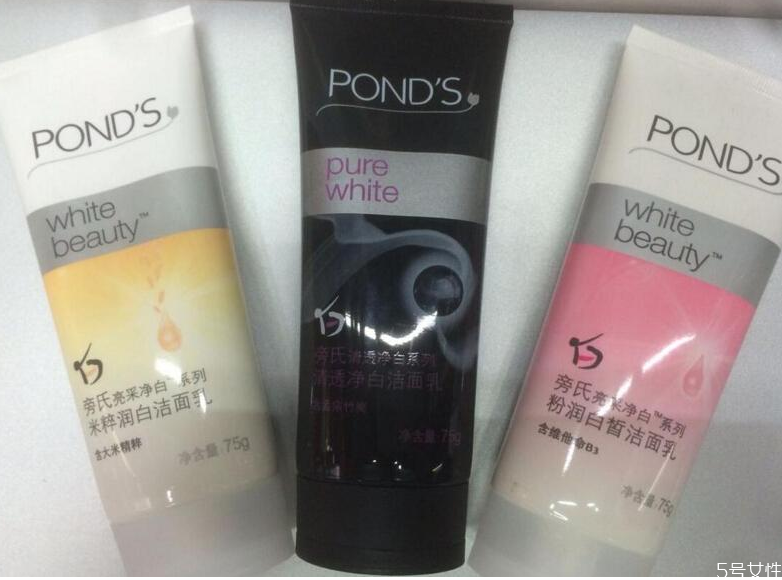 POND'S
white
beauty™
旁氏亮采净白™系列
米粹润白洁面乳
含大米精粹
净含量:75g
POND'S
pure
white
旁氏清透净白系列
清透净白洁面乳
净含量:75g
POND'S
white
beauty™
旁氏亮采净白™系列
粉润白皙洁面乳
含维他命B₃
净含量:75g
5号女性